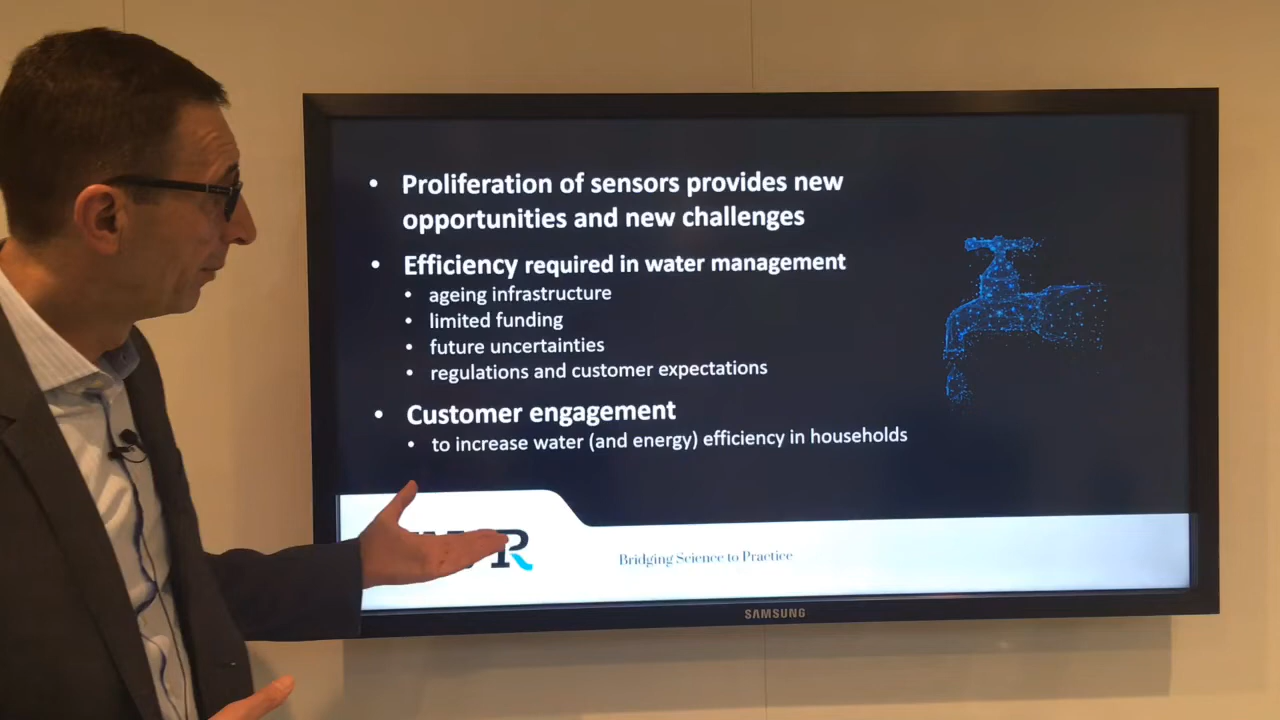 • Proliferation of sensors provides new
opportunities and new challenges
• Efficiency required in water management
• ageing infrastructure
• limited funding
• future uncertainties
• regulations and customer expectations
• Customer engagement
• to increase water (and energy) efficiency in households
Bridging Science to Practice
SAMSUNG